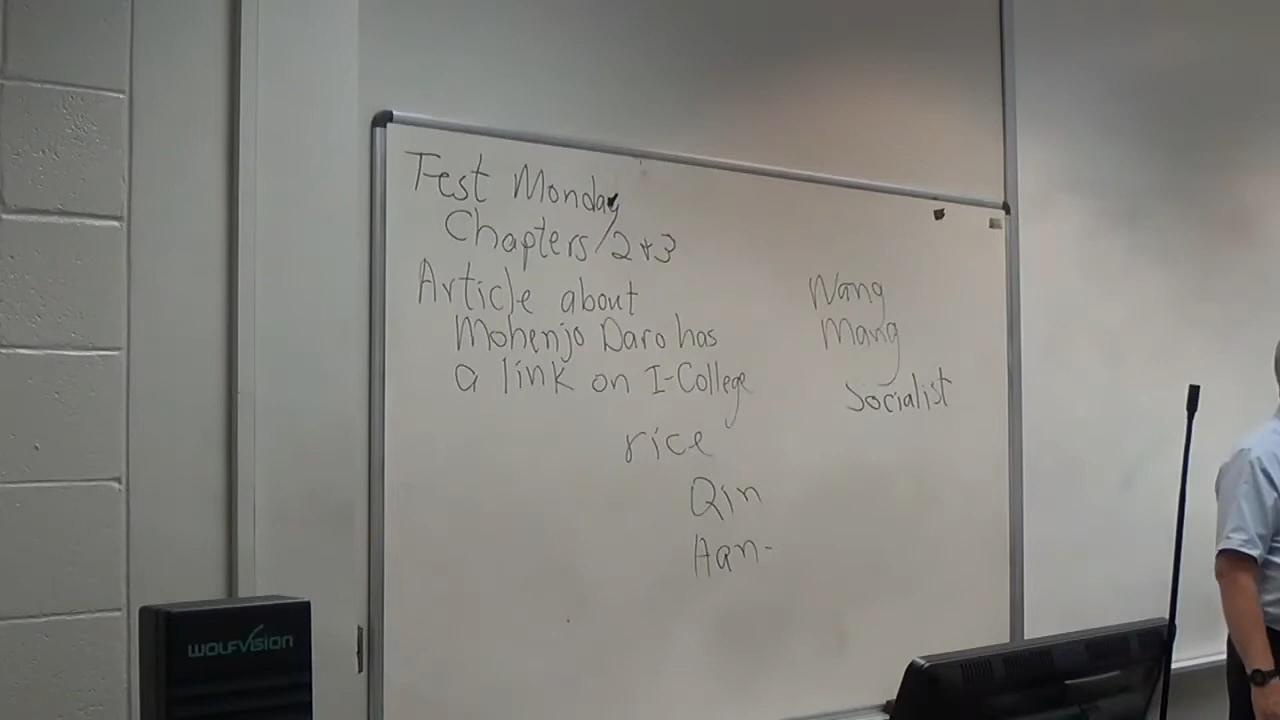 Test Monday
Chapters 1 2 + 3
Article about
Mohenjo Daro has
a link on I-College
rice
Qin
Han-
Wang
Mang
Socialist
WOLFVISION